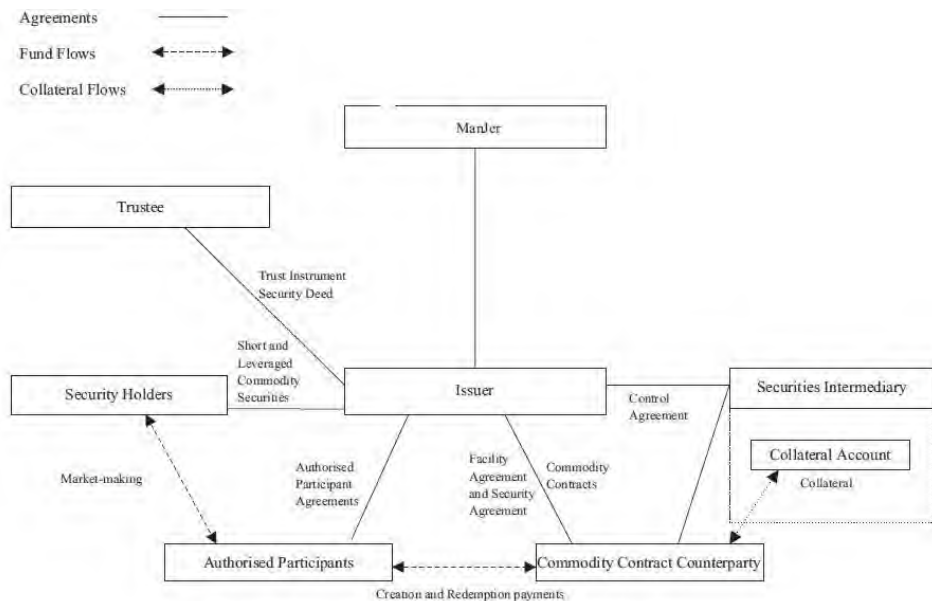 Agreements
Fund Flows
Collateral Flows
ManJer
Trustee
Trust Instrument
Security Deed
Short and
Leveraged
Commodity
Securities
Security Holders
Issuer
Securities Intermediary
Control
Agreement
Collateral Account
Collateral
Market-making
Authorised
Participant
Agreements
Facility
Agreement
and Security
Agreement
Commodity
Contracts
Authorised Participants
Commodity Contract Counterparty
Creation and Redemption payments